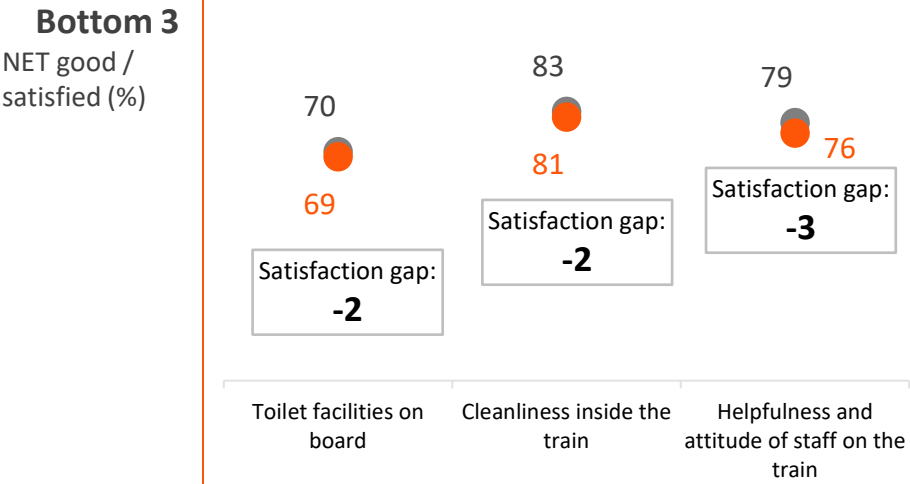 Bottom 3
NET good /
satisfied (%)
70
69
Satisfaction gap:
-2
83
81
Satisfaction gap:
-2
79
76
Satisfaction gap:
-3
Toilet facilities on
board
Cleanliness inside the
train
Helpfulness and
attitude of staff on the
train